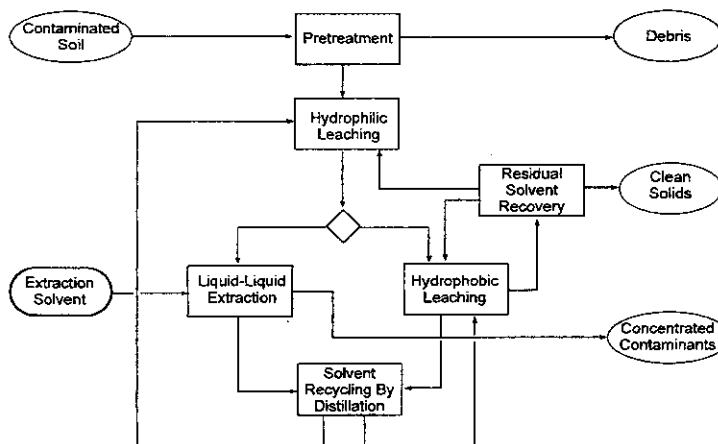 Contaminated
Soil
Pretreatment
Debris
Hydrophilic
Leaching
Residual
Solvent
Recovery
Clean
Solids
Extraction
Solvent
Liquid-Liquid
Extraction
Hydrophobic
Leaching
Concentrated
Contaminants
Solvent
Recycling By
Distillation